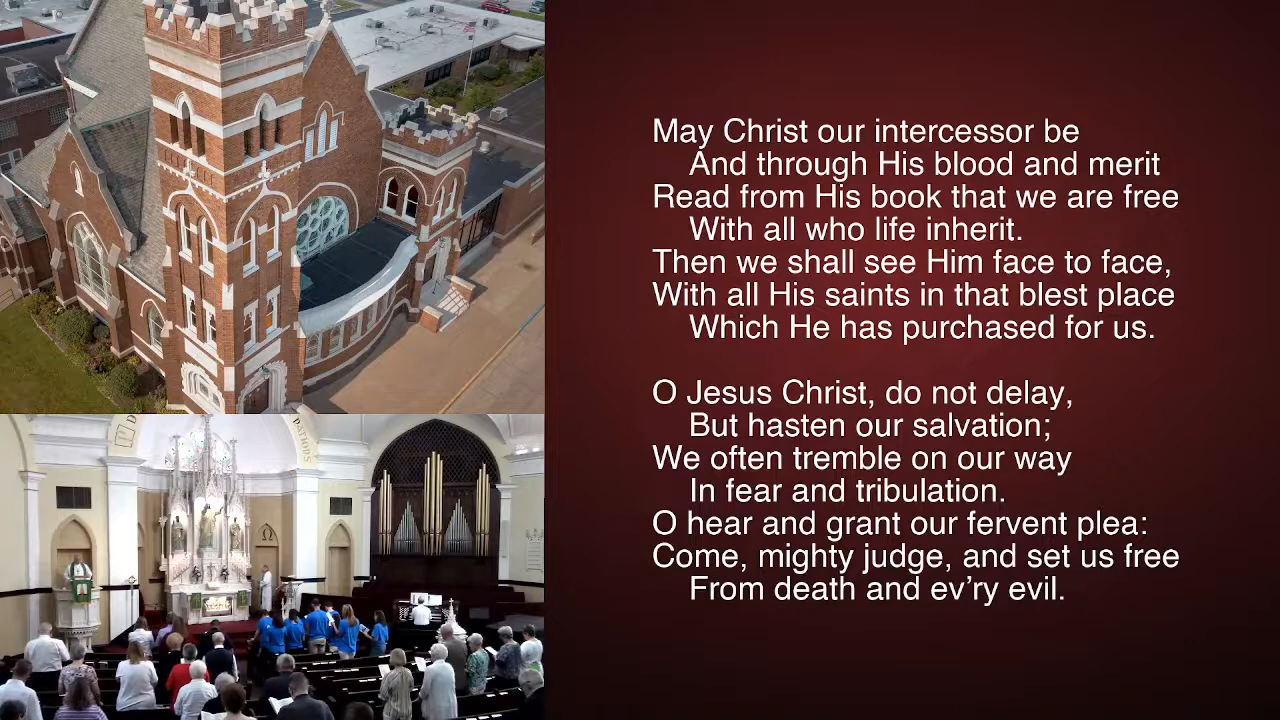 May Christ our intercessor be
And through His blood and merit
Read from His book that we are free
With all who life inherit.
Then we shall see Him face to face,
With all His saints in that blest place
Which He has purchased for us.
O Jesus Christ, do not delay,
But hasten our salvation;
We often tremble on our way
In fear and tribulation.
O hear and grant our fervent plea:
Come, mighty judge, and set us free
From death and ev’ry evil.